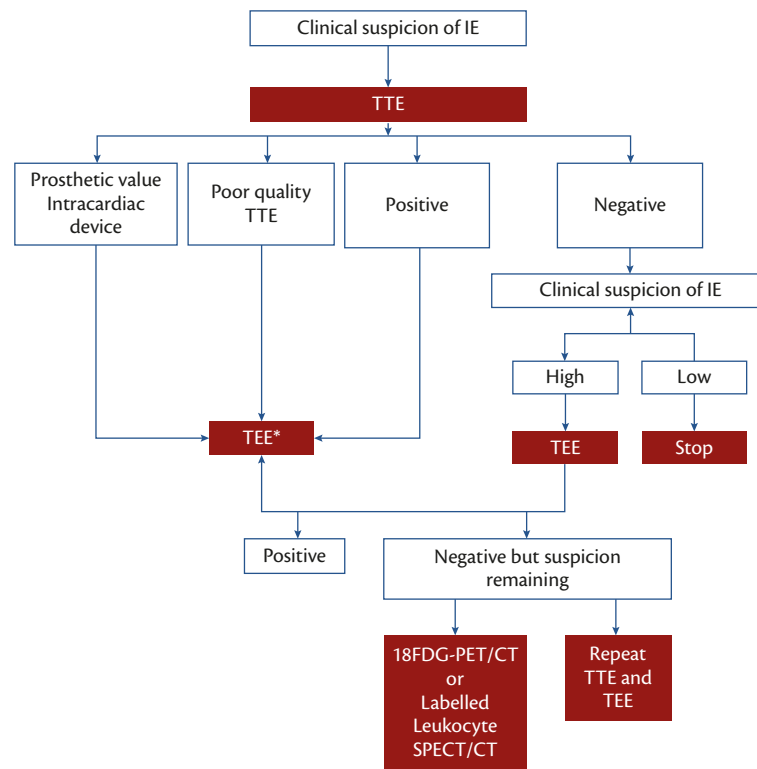 Clinical suspicion of IE
TTE
Prosthetic value
Intracardiac
device
Poor quality
TTE
Positive
Negative
Clinical suspicion of IE
High
Low
TEE*
TEE
Stop
Positive
Negative but suspicion
remaining
18FDG-PET/CT
or
Labelled
Leukocyte
SPECT/CT
Repeat
TTE and
TEE